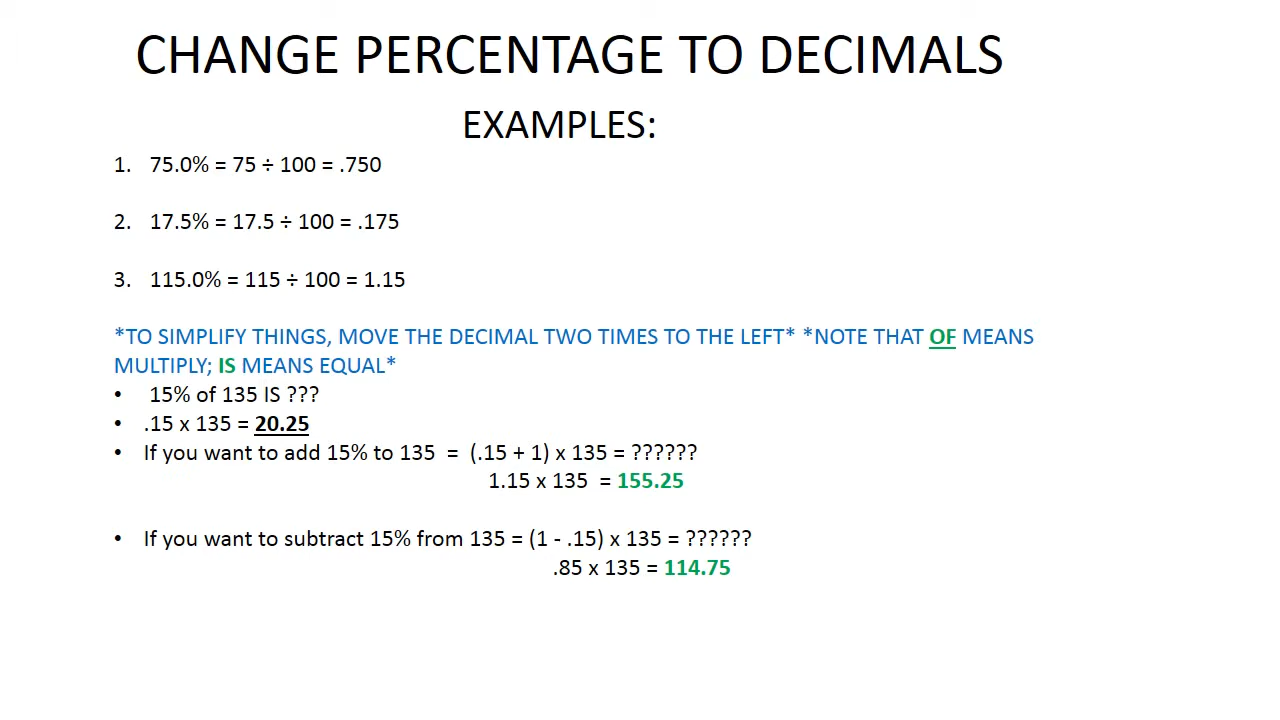 CHANGE PERCENTAGE TO DECIMALS
EXAMPLES:
1. 75.0% = 75 ÷ 100 = .750
2. 17.5% = 17.5 ÷ 100 = .175
3. 115.0% = 115 ÷ 100 = 1.15
*TO SIMPLIFY THINGS, MOVE THE DECIMAL TWO TIMES TO THE LEFT* *NOTE THAT OF MEANS
MULTIPLY; IS MEANS EQUAL*
• 15% of 135 IS ???
• .15 x 135 = 20.25
• If you want to add 15% to 135 = (.15 + 1) x 135 = ??????
1.15 x 135 = 155.25
• If you want to subtract 15% from 135 = (1 - .15) x 135 = ??????
.85 x 135 = 114.75